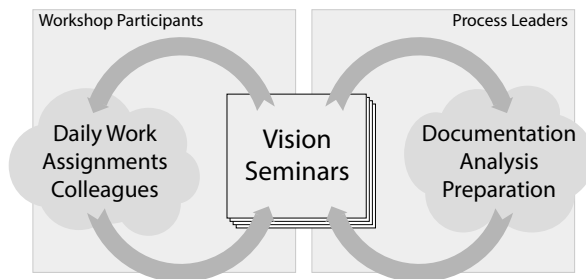 Workshop Participants
Process Leaders
Daily Work
Assignments
Colleagues
Vision
Seminars
Documentation
Analysis
Preparation